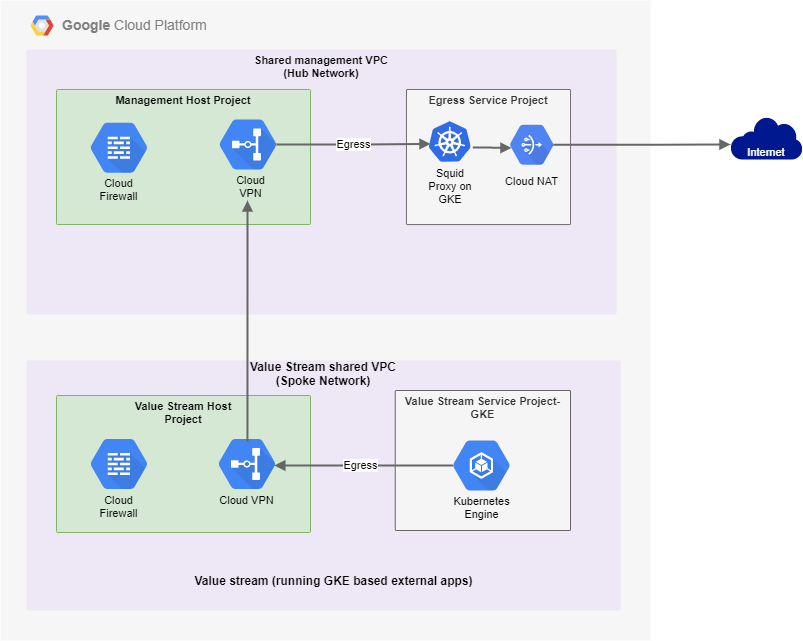 Google Cloud Platform
Shared management VPC
(Hub Network)
Management Host Project
Cloud
Firewall
Cloud
VPN
Egress
Egress Service Project
Squid
Proxy on
GKE
Cloud NAT
Internet
Value Stream shared VPC
(Spoke Network)
Value Stream Host
Project
Cloud
Firewall
Cloud VPN
Egress
Value Stream Service Project-
GKE
Kubernetes
Engine
Value stream (running GKE based external apps)